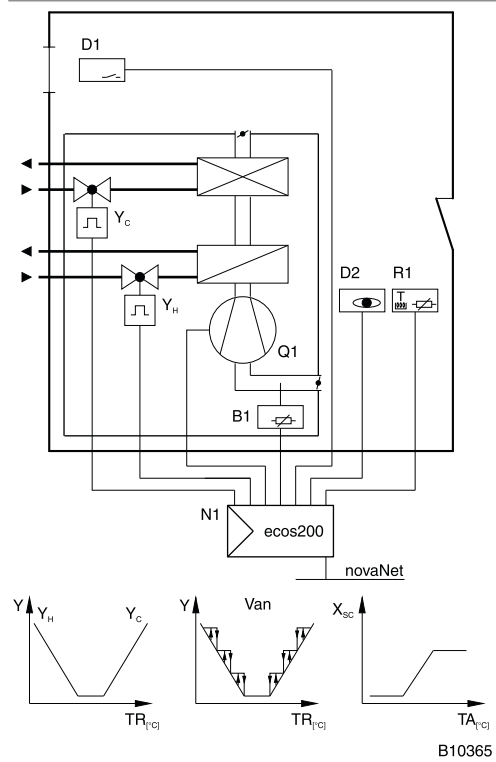 D1
Y_C
Y_H
D2
R1
T
Q1
B1
N1
ecos200
novaNet
Y
Y_H
Y_C
TR[°C]
Y
Van
TR[°C]
X_SC
TA[°C]
B10365